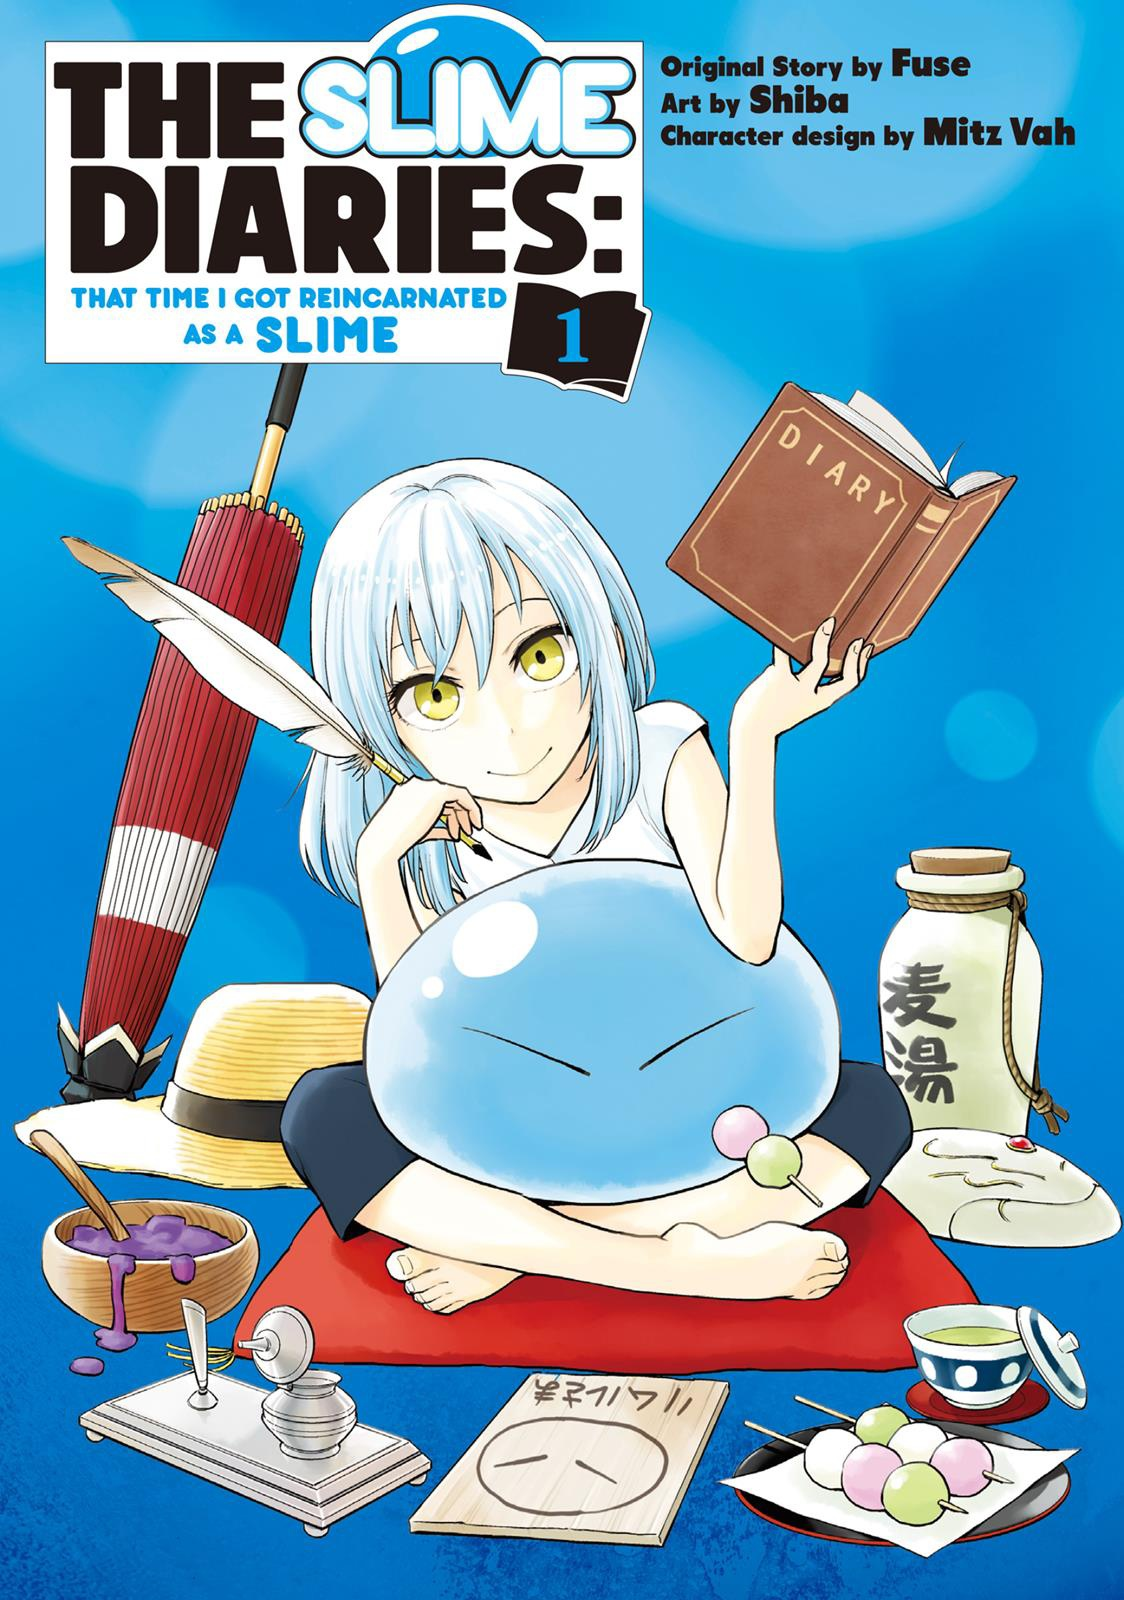 THE SLIME
DIARIES:
THAT TIME I GOT REINCARNATED
AS A SLIME
1
Original Story by Fuse
Art by Shiba
Character design by Mitz Vah
DIARY
麦湯